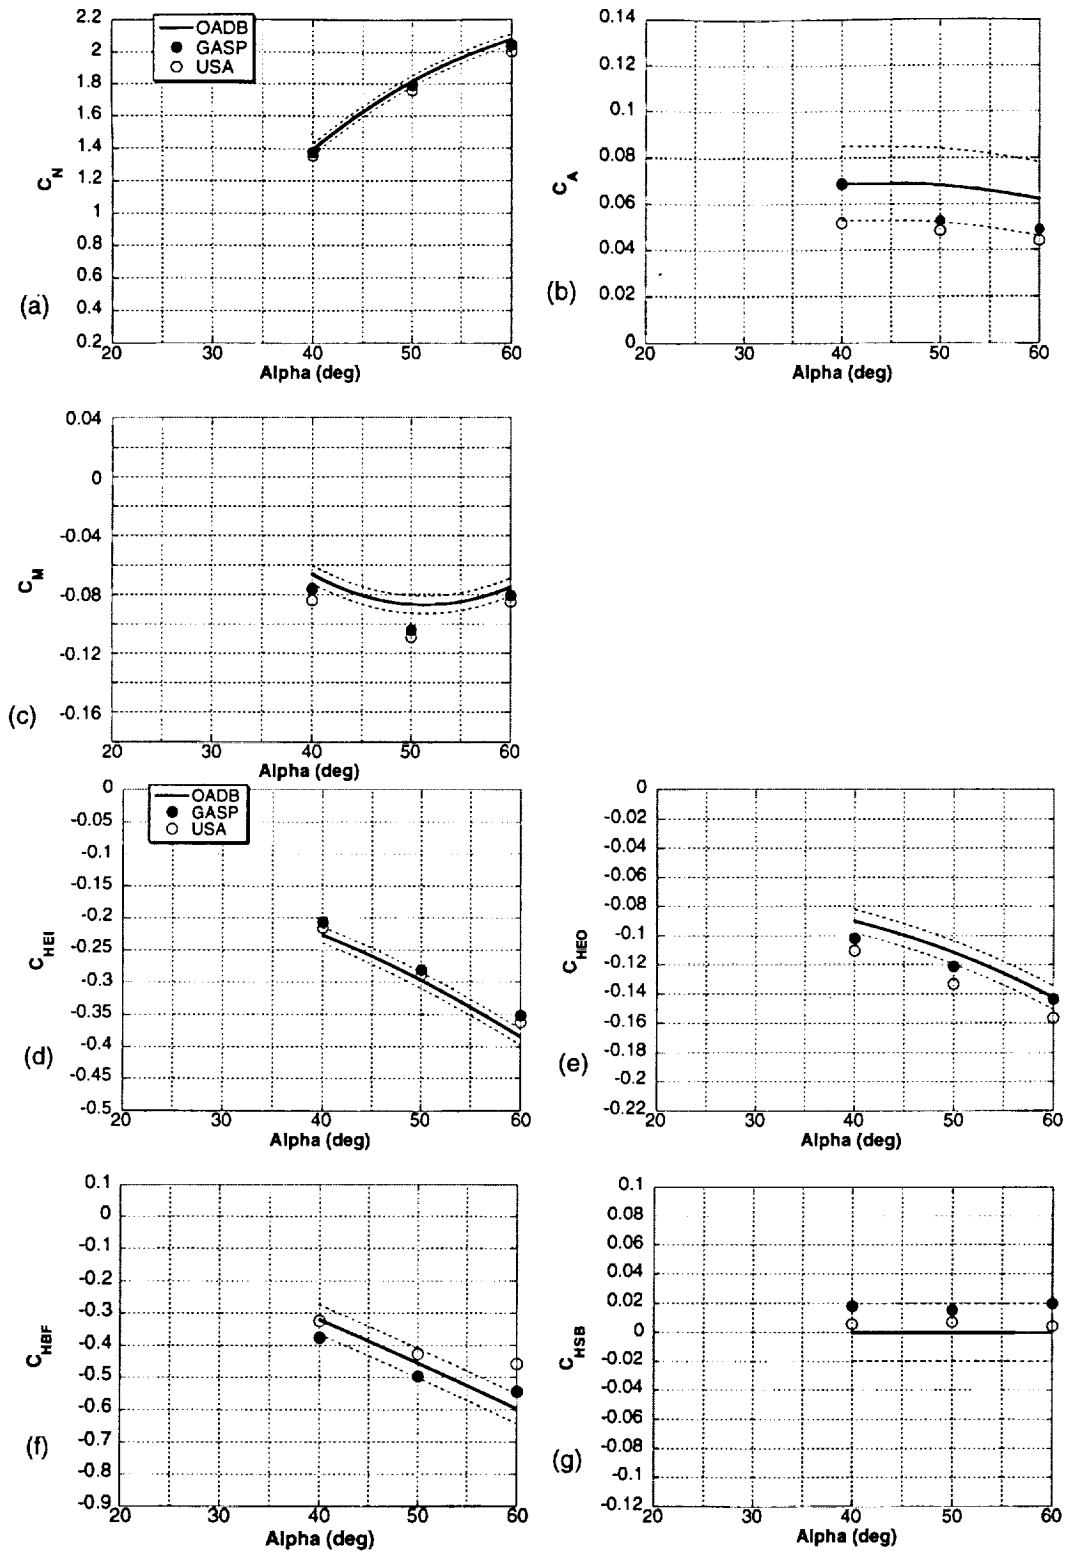 OADB
GASP
USA
2.2
2
1.8
1.6
1.4
1.2
1
0.8
0.6
0.4
0.2
C_N
(a)
20 30 40 50 60
Alpha (deg)
0.14
0.12
0.1
0.08
0.06
0.04
0.02
0
C_A
(b)
20 30 40 50 60
Alpha (deg)
0.04
0
-0.04
-0.08
-0.12
-0.16
C_M
(c)
20 30 40 50 60
Alpha (deg)
OADB
GASP
USA
0
-0.05
-0.1
-0.15
-0.2
-0.25
-0.3
-0.35
-0.4
-0.45
-0.5
C_HEI
(d)
20 30 40 50 60
Alpha (deg)
0
-0.02
-0.04
-0.06
-0.08
-0.1
-0.12
-0.14
-0.16
-0.18
-0.2
-0.22
C_HEO
(e)
20 30 40 50 60
Alpha (deg)
0.1
0
-0.1
-0.2
-0.3
-0.4
-0.5
-0.6
-0.7
-0.8
-0.9
C_HBF
(f)
20 30 40 50 60
Alpha (deg)
0.1
0.08
0.06
0.04
0.02
0
-0.02
-0.04
-0.06
-0.08
-0.1
-0.12
C_HSB
(g)
20 30 40 50 60
Alpha (deg)